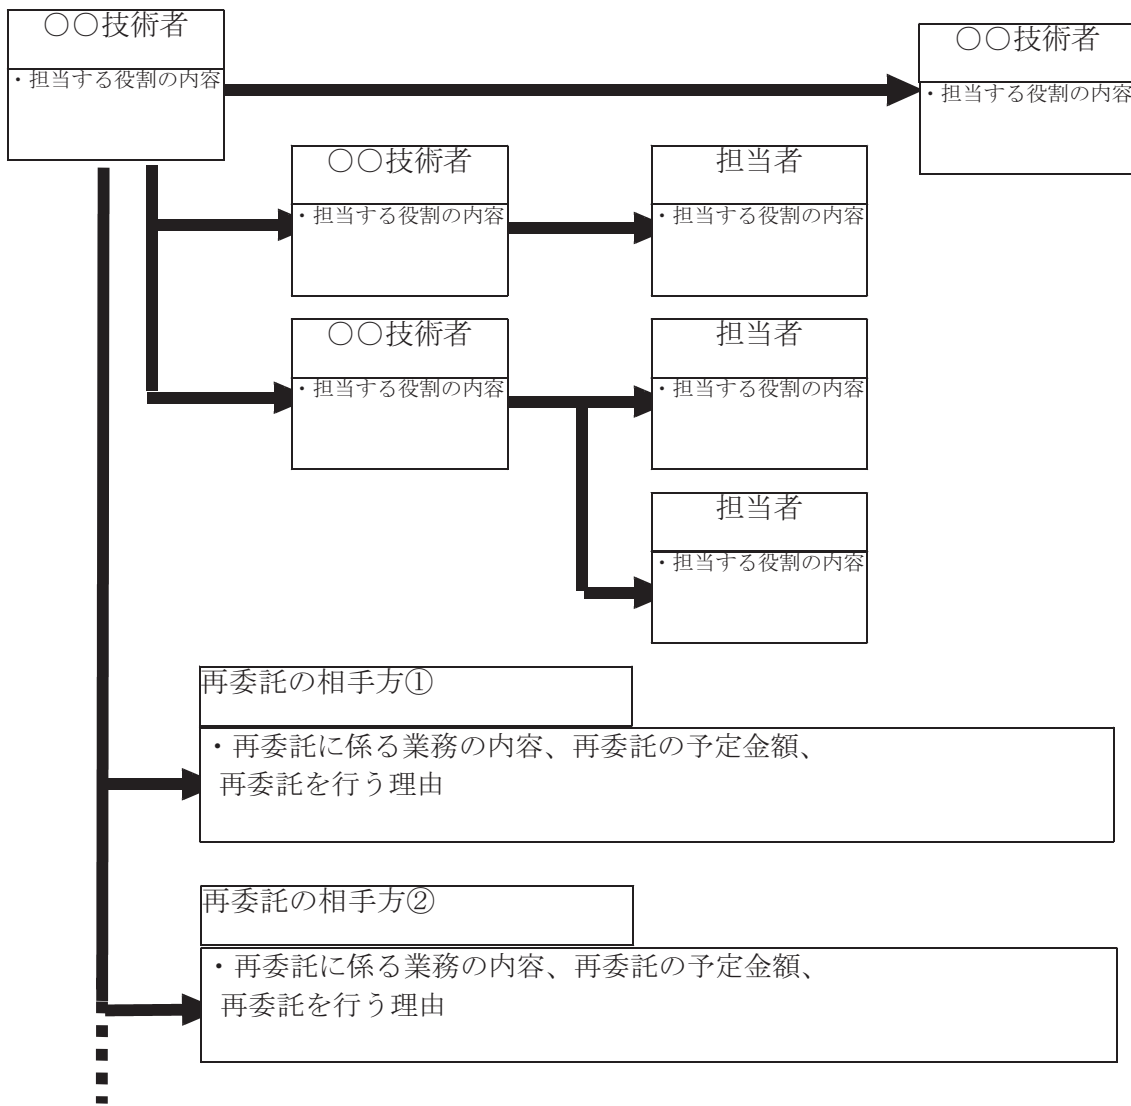 ○○技術者
・担当する役割の内容
○○技術者
・担当する役割の内容
○○技術者
・担当する役割の内容
担当者
・担当する役割の内容
○○技術者
・担当する役割の内容
担当者
・担当する役割の内容
担当者
・担当する役割の内容
再委託の相手方①
・再委託に係る業務の内容、再委託の予定金額、
再委託を行う理由
再委託の相手方②
・再委託に係る業務の内容、再委託の予定金額、
再委託を行う理由